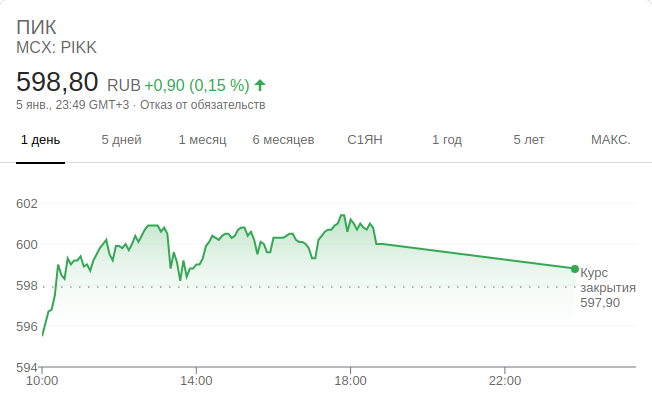 ПИК
MCX: PIKK
598,80 RUB +0,90 (0,15 %)
5 янв., 23:49 GMT+3 · Отказ от обязательств
1 день 5 дней 1 месяц 6 месяцев С1ЯН 1 год 5 лет МАКС.
602
600
598
596
594
Курс
закрытия
597,90
10:00 14:00 18:00 22:00